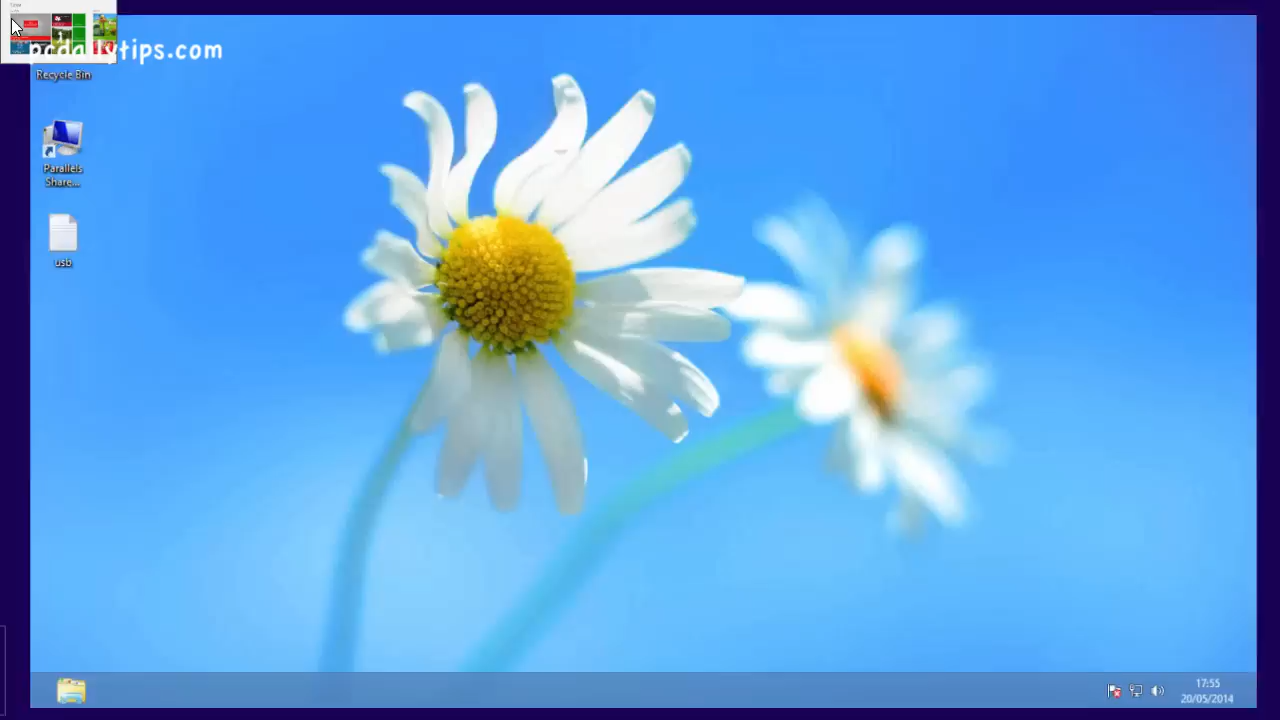 pcdailytips.com
Recycle Bin
Parallels
Share...
usb
17:55
20/05/2014